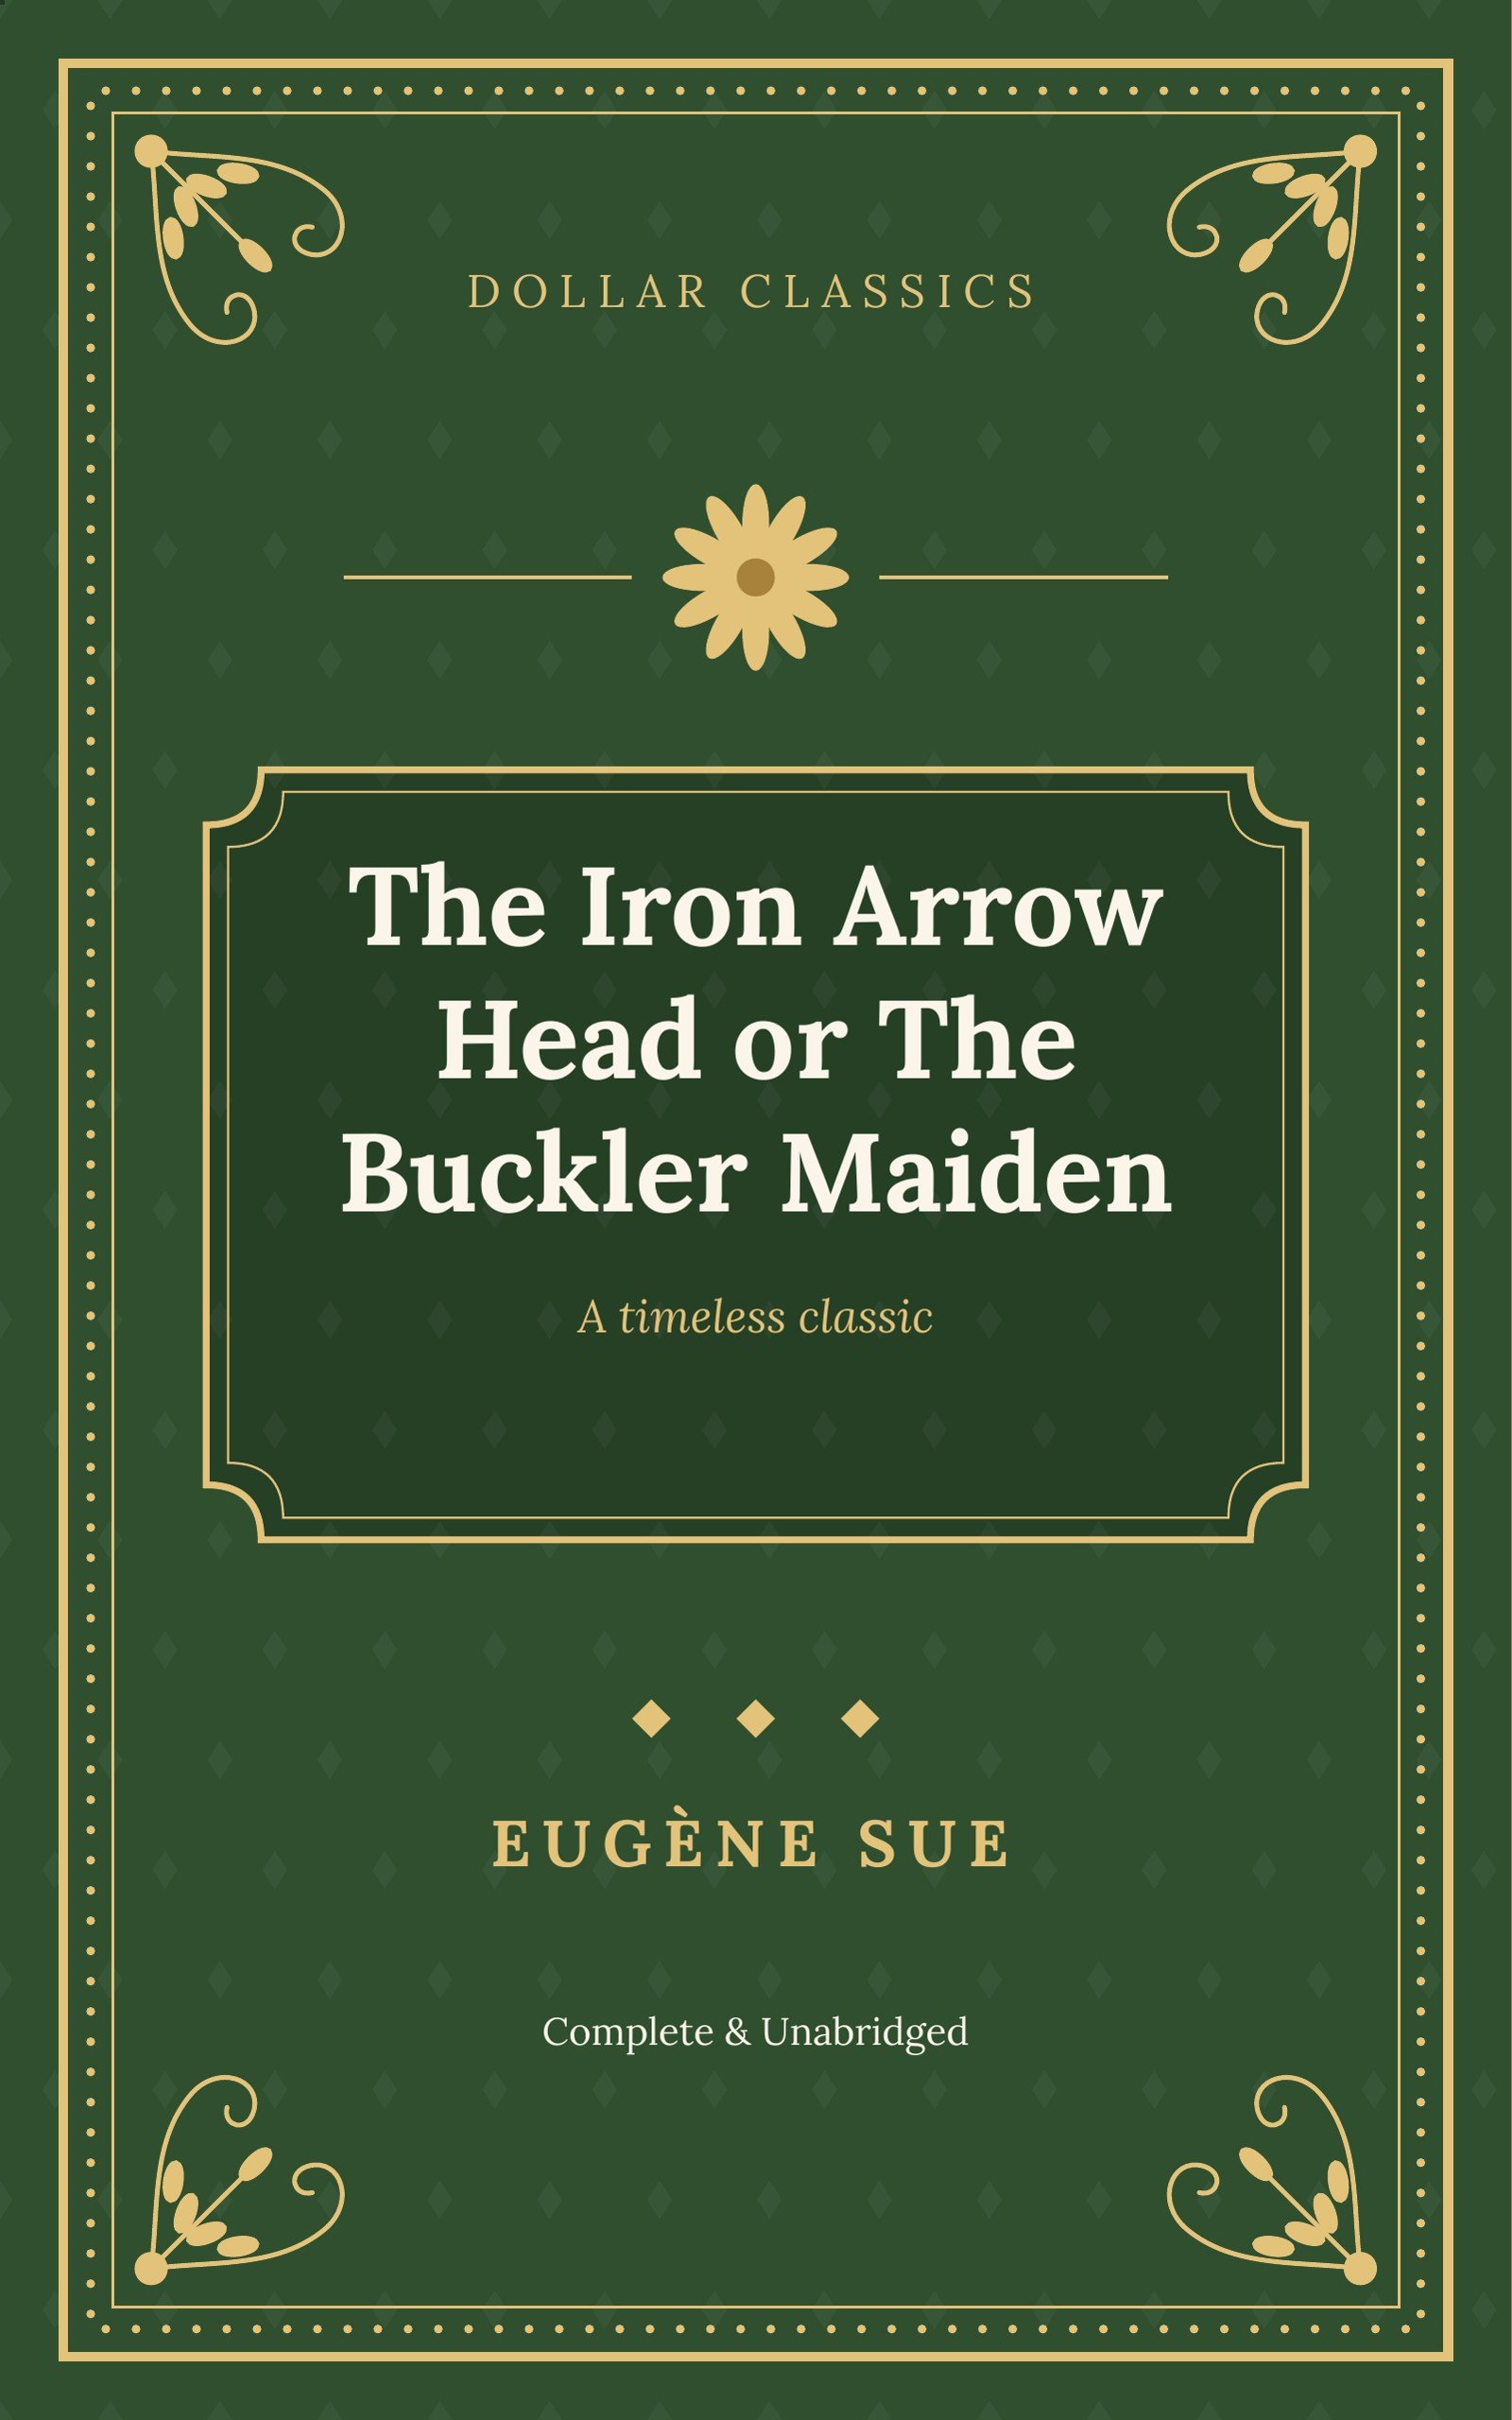 DOLLAR CLASSICS
The Iron Arrow
Head or The
Buckler Maiden
A timeless classic
EUGÈNE SUE
Complete & Unabridged